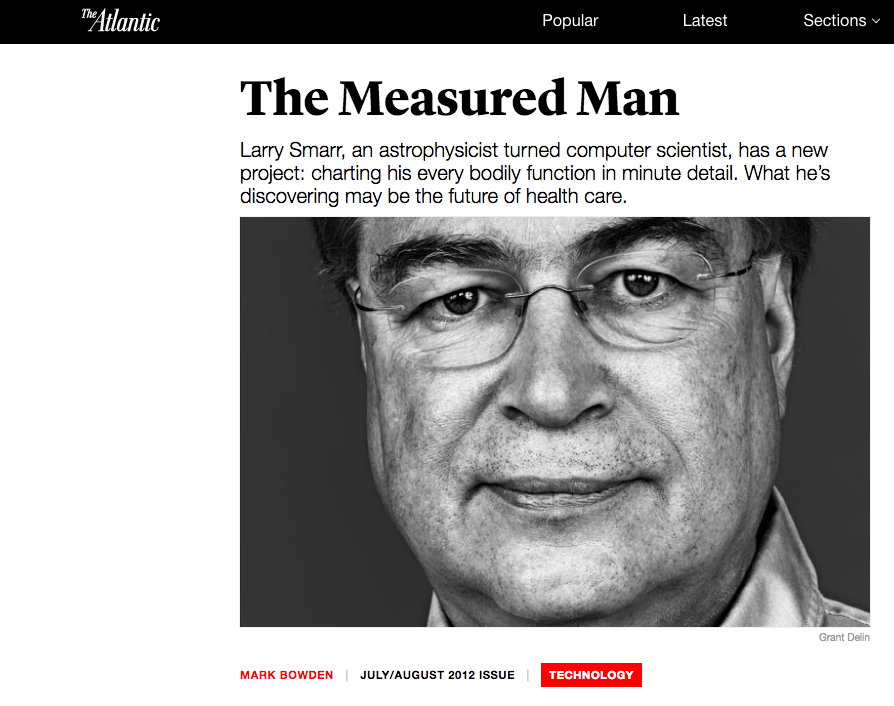 The Atlantic
Popular Latest Sections
The Measured Man
Larry Smarr, an astrophysicist turned computer scientist, has a new
project: charting his every bodily function in minute detail. What he’s
discovering may be the future of health care.
Grant Delin
MARK BOWDEN | JULY/AUGUST 2012 ISSUE | TECHNOLOGY